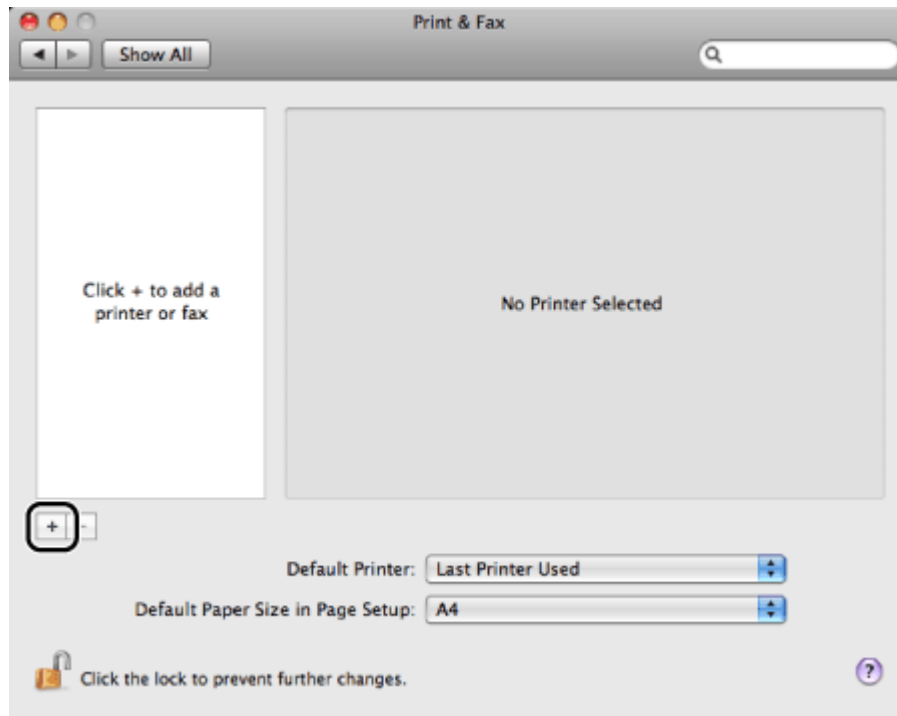 Print & Fax
Show All
Click + to add a
printer or fax
No Printer Selected
+ -
Default Printer: Last Printer Used
Default Paper Size in Page Setup: A4
Click the lock to prevent further changes.
?